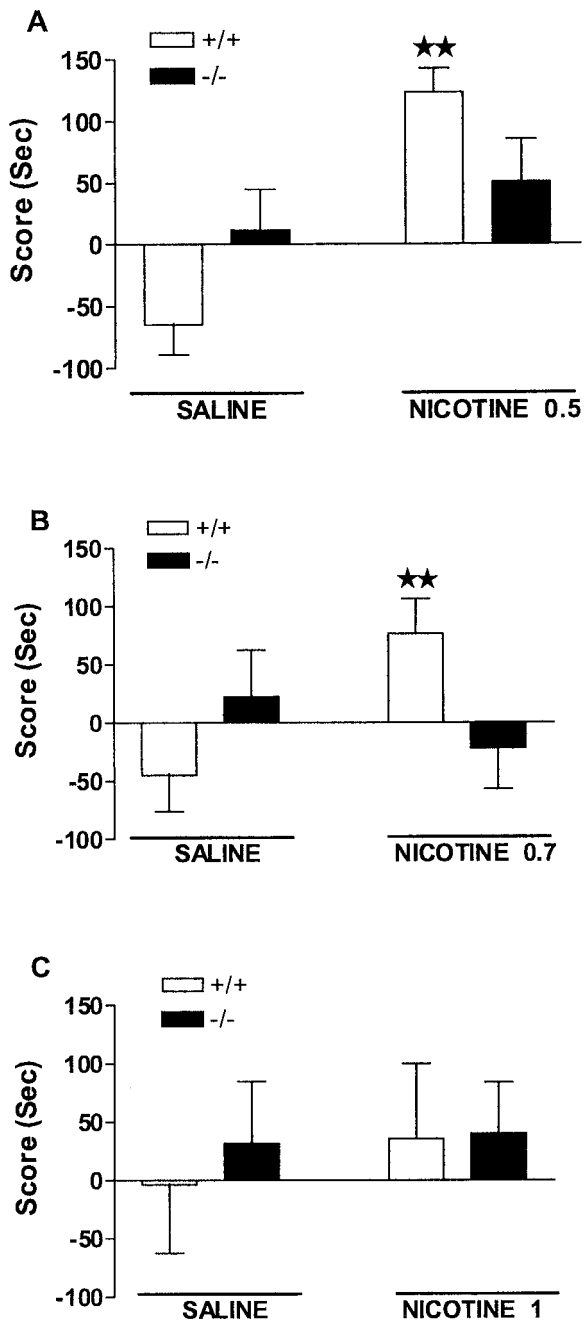 A
+/+
-/-
★★
150
100
50
0
-50
-100
Score (Sec)
SALINE
NICOTINE 0.5
B
+/+
-/-
★★
150
100
50
0
-50
-100
Score (Sec)
SALINE
NICOTINE 0.7
C
+/+
-/-
150
100
50
0
-50
-100
Score (Sec)
SALINE
NICOTINE 1